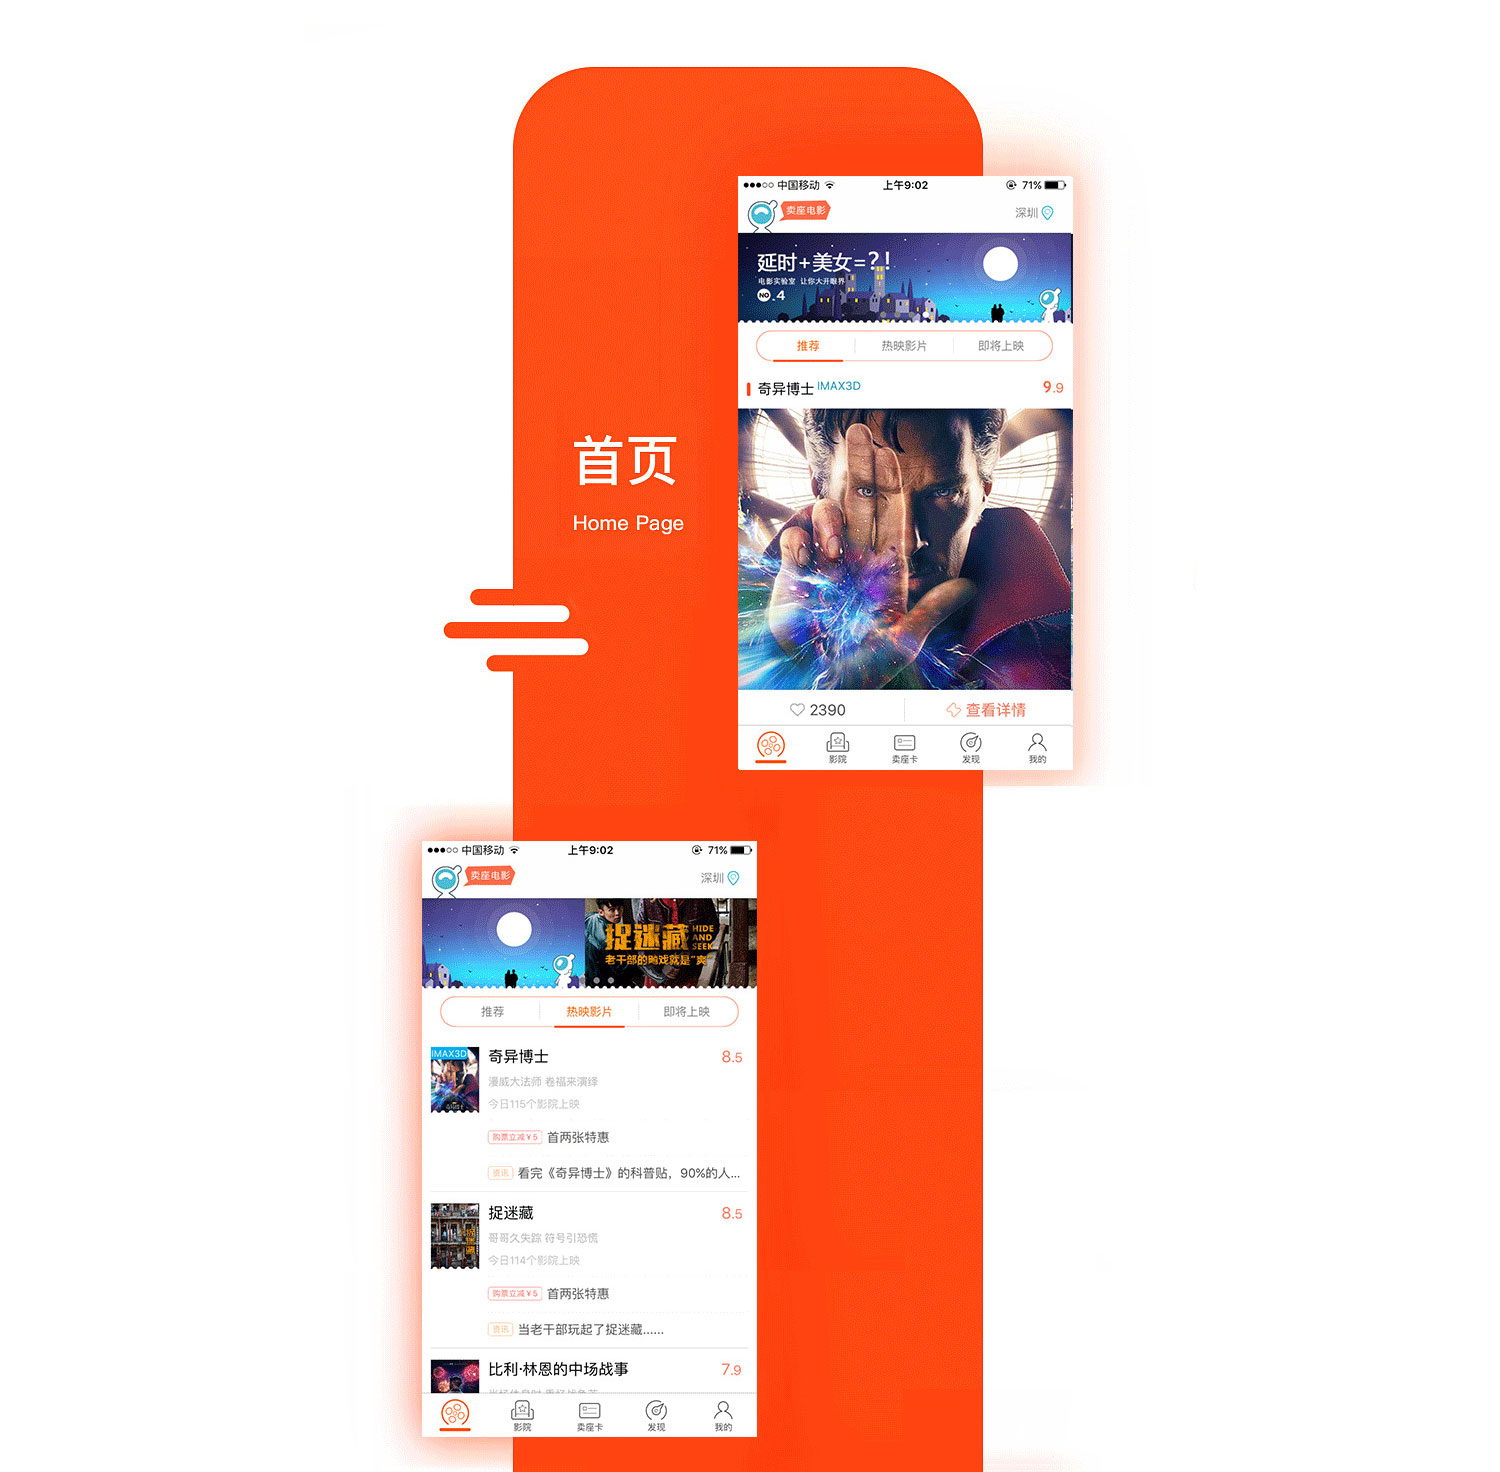 中国移动 上午9:02 71%
卖座电影 深圳
延时+美女=?!
电影实验室 让你大开眼界
NO.4
推荐 热映影片 即将上映
奇异博士 IMAX3D 9.9
首页
Home Page
2390 查看详情
影院 卖座卡 发现 我的
中国移动 上午9:02 71%
卖座电影 深圳
捉迷藏 HIDE AND SEEK
老干部的游戏就是“爽”
推荐 热映影片 即将上映
IMAX3D 奇异博士 8.5
漫威大法师 卷福来演绎
今日115个影院上映
购票立减¥5 首两张特惠
资讯 看完《奇异博士》的科普贴，90%的人...
捉迷藏 8.5
哥哥久失踪 符号引恐慌
今日114个影院上映
购票立减¥5 首两张特惠
资讯 当老干部玩起了捉迷藏......
比利·林恩的中场战事 7.9
影院 卖座卡 发现 我的